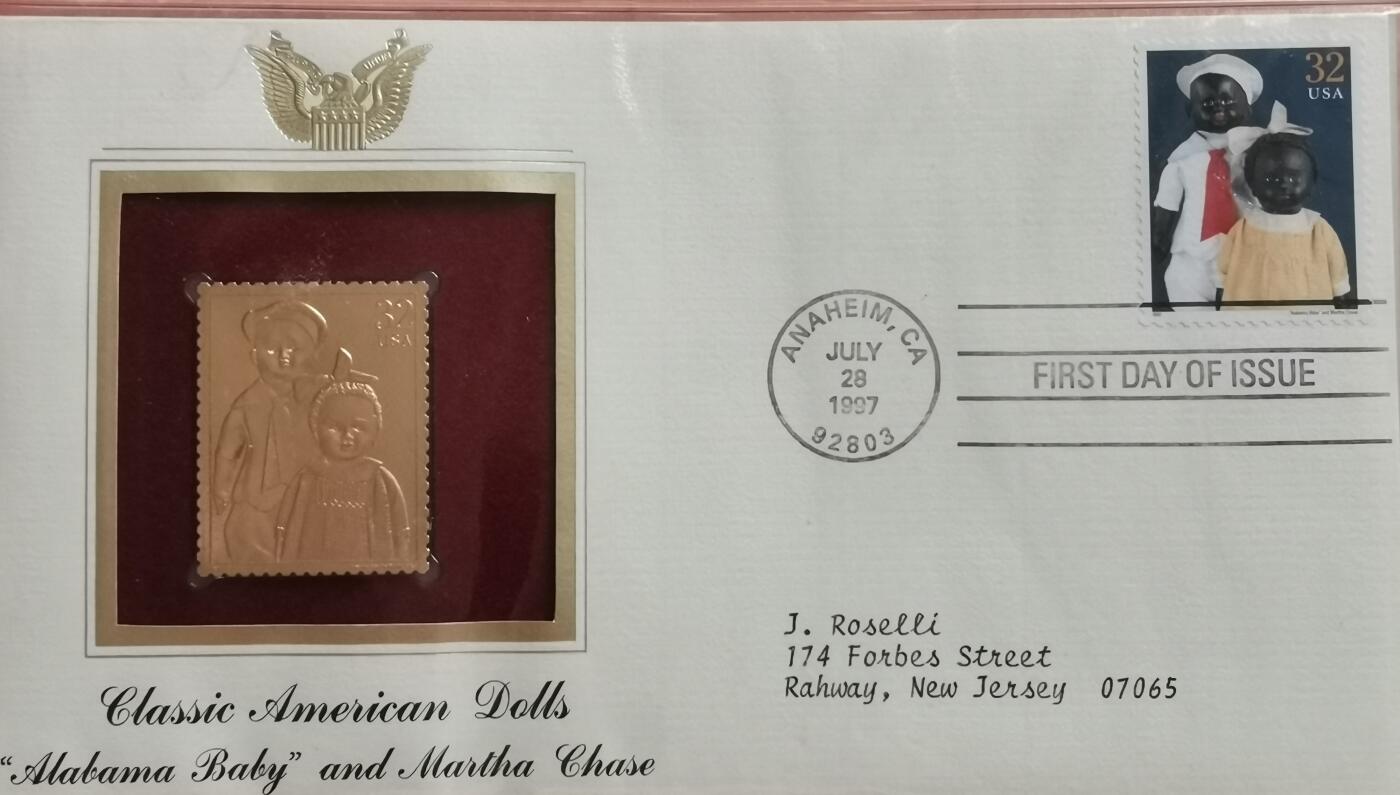 32
USA
32
USA
ANAHEIM, CA
JULY
28
1997
92803
FIRST DAY OF ISSUE
J. Roselli
174 Forbes Street
Rahway, New Jersey 07065
Classic American Dolls
“Alabama Baby” and Martha Chase